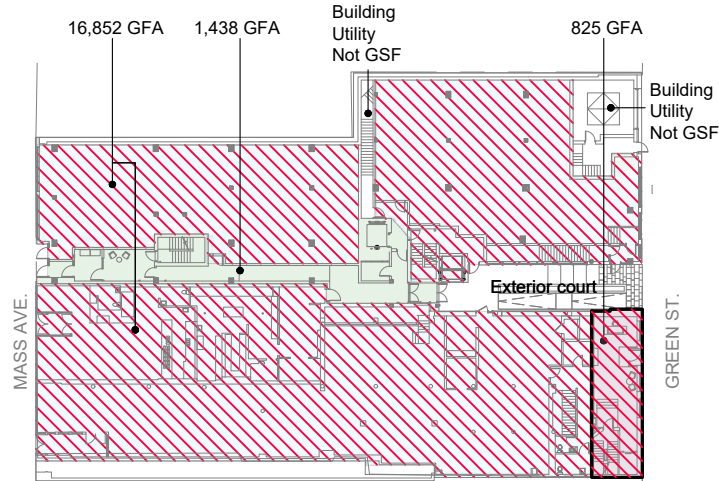 16,852 GFA
1,438 GFA
Building
Utility
Not GSF
825 GFA
Building
Utility
Not GSF
Exterior court
MASS AVE.
GREEN ST.